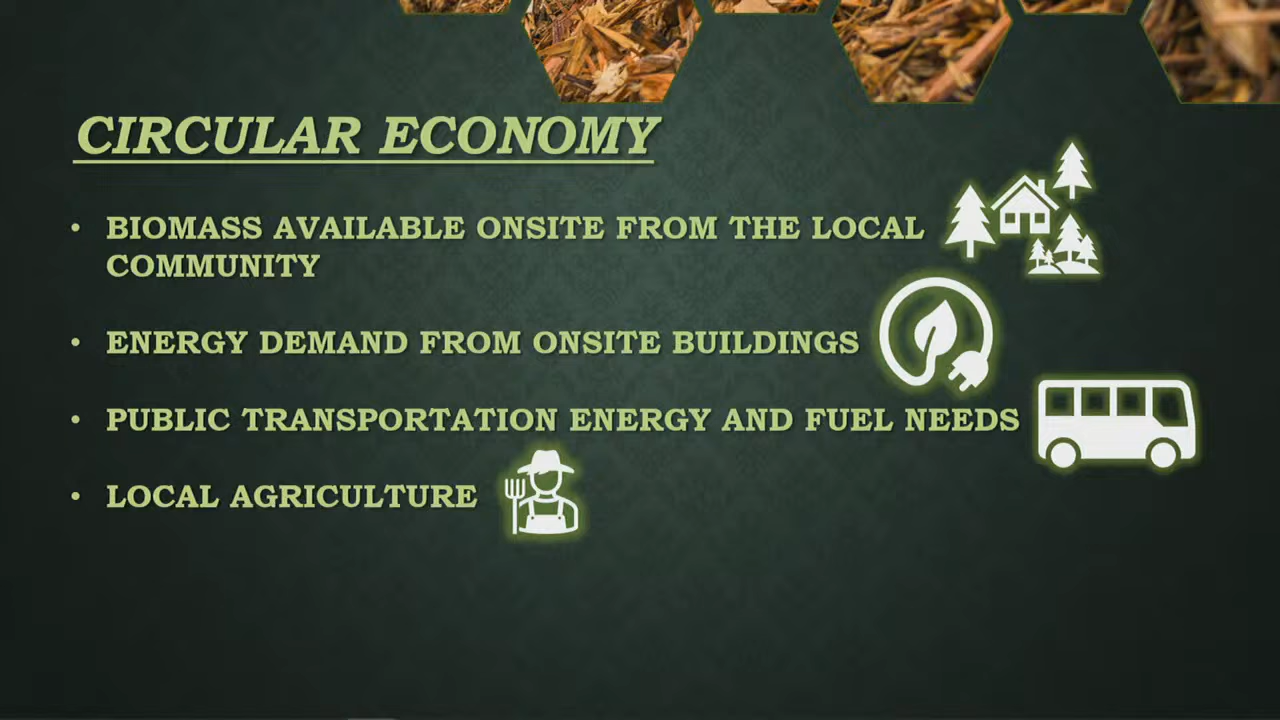 CIRCULAR ECONOMY
• BIOMASS AVAILABLE ONSITE FROM THE LOCAL
COMMUNITY
• ENERGY DEMAND FROM ONSITE BUILDINGS
• PUBLIC TRANSPORTATION ENERGY AND FUEL NEEDS
• LOCAL AGRICULTURE